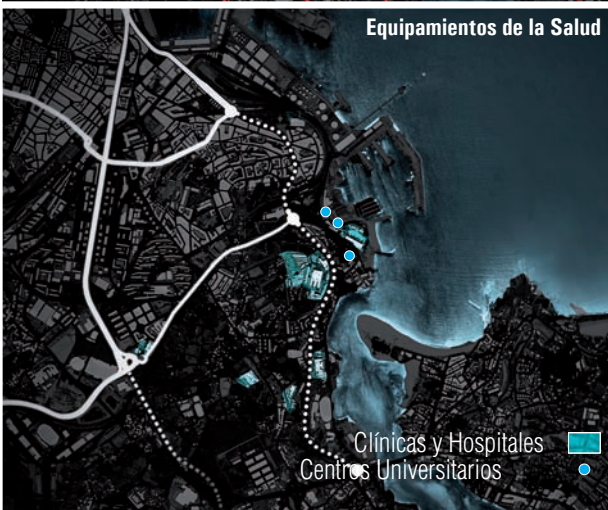 Equipamientos de la Salud
Clínicas y Hospitales
Centros Universitarios